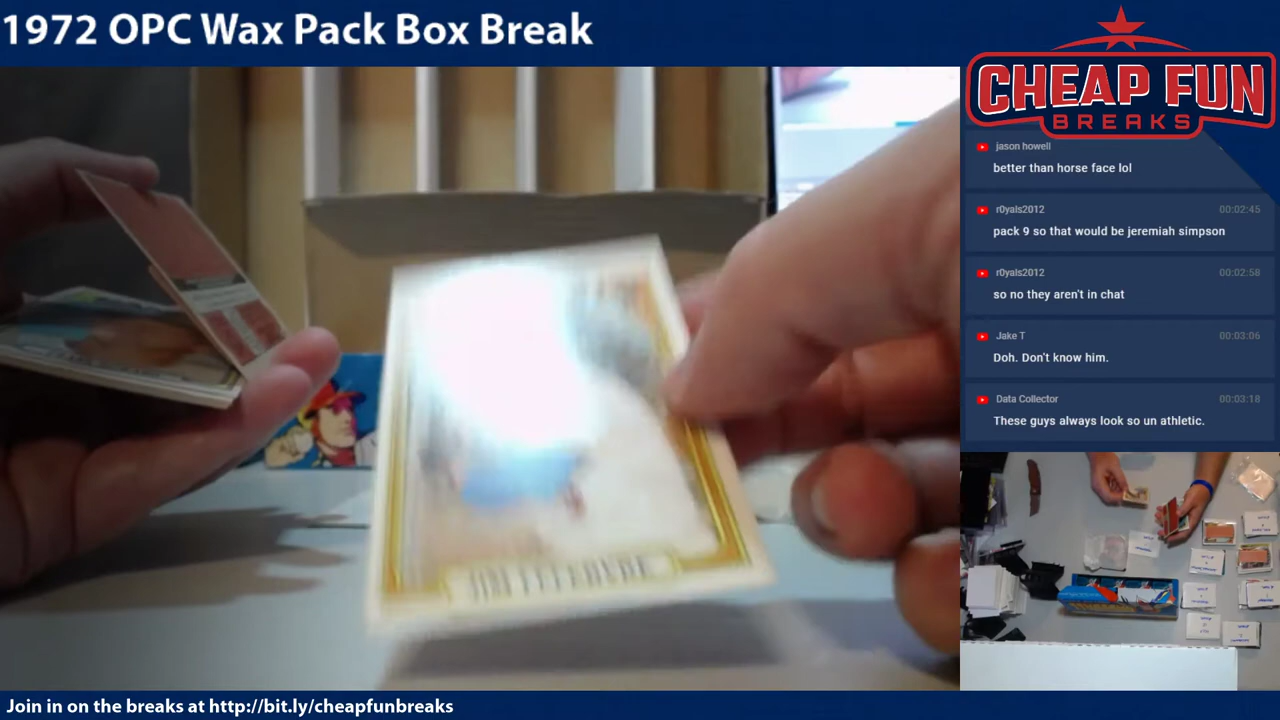 1972 OPC Wax Pack Box Break
CHEAP FUN
BREAKS
jason howell
better than horse face lol
r0yals2012 00:02:45
pack 9 so that would be jeremiah simpson
r0yals2012 00:02:58
so no they aren't in chat
Jake T 00:03:06
Doh. Don't know him.
Data Collector 00:03:18
These guys always look so un athletic.
JIM LEFEBVRE
Join in on the breaks at http://bit.ly/cheapfunbreaks